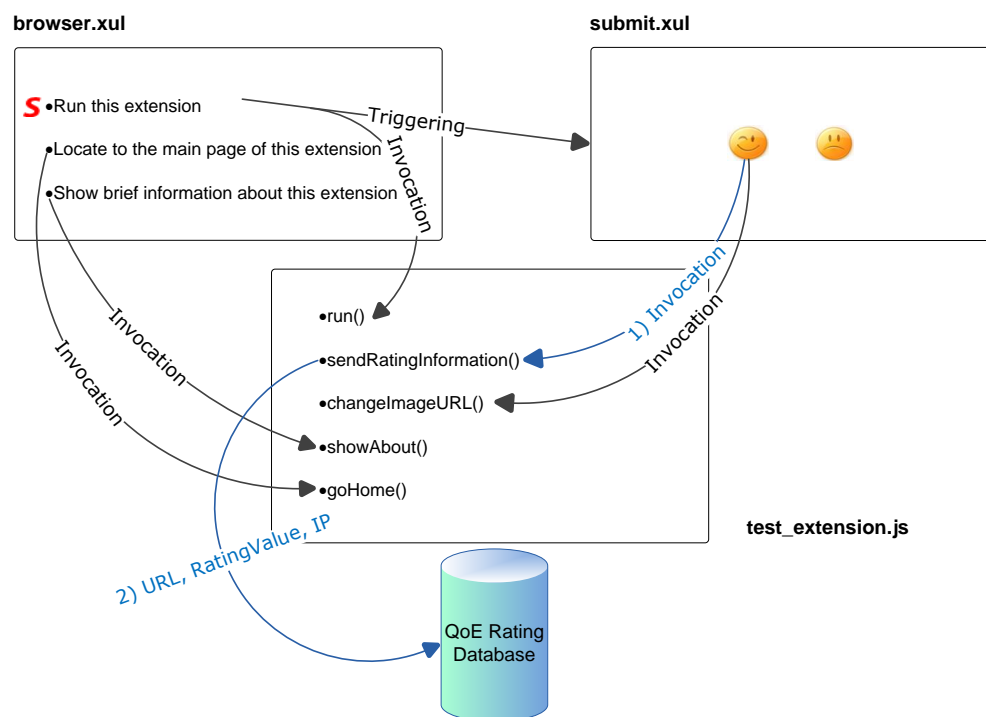 browser.xul
submit.xul
S •Run this extension
Triggering
Invocation
•Locate to the main page of this extension
•Show brief information about this extension
•run()
1) Invocation
Invocation
Invocation
Invocation
•sendRatingInformation()
•changeImageURL()
•showAbout()
•goHome()
2) URL, RatingValue, IP
test_extension.js
QoE Rating
Database